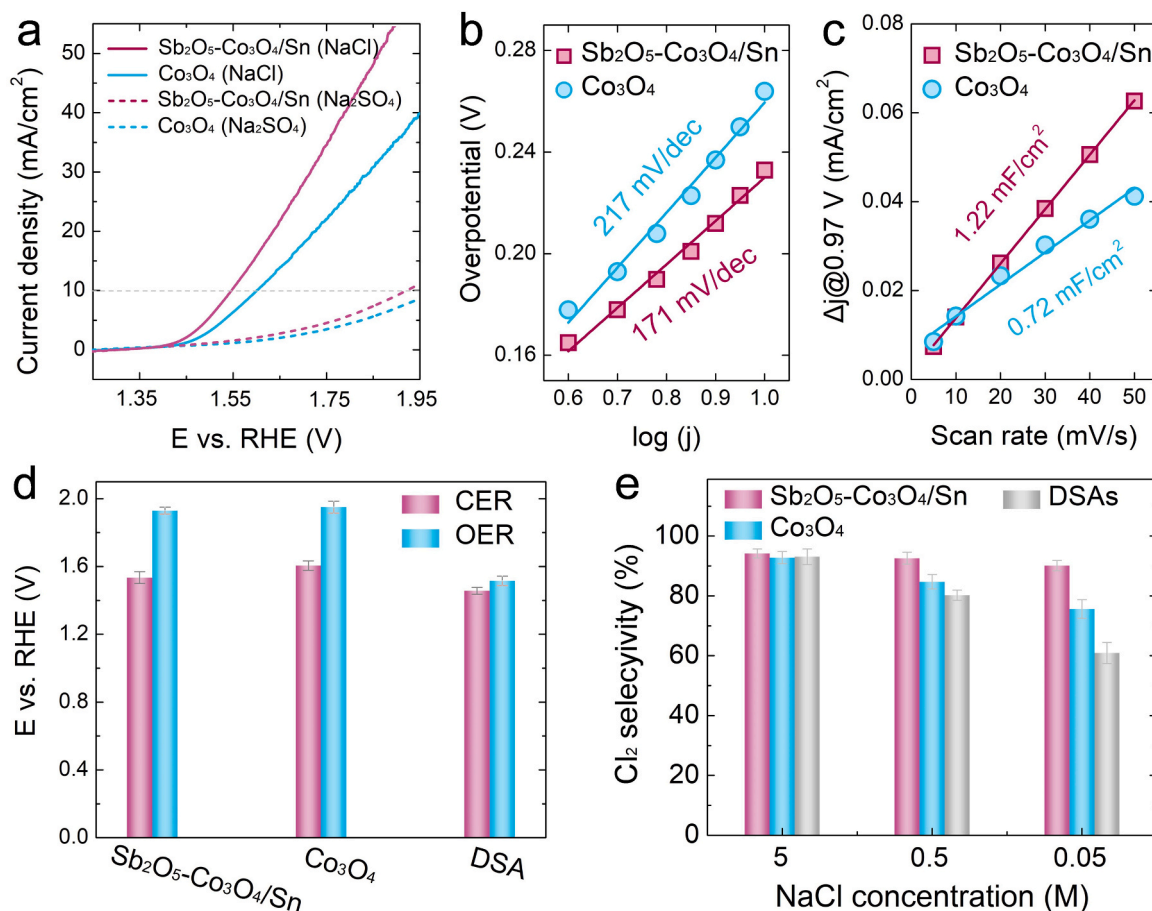 a
Current density (mA/cm²)
50
40
30
20
10
0
Sb₂O₅-Co₃O₄/Sn (NaCl)
Co₃O₄ (NaCl)
Sb₂O₅-Co₃O₄/Sn (Na₂SO₄)
Co₃O₄ (Na₂SO₄)
1.35 1.55 1.75 1.95
E vs. RHE (V)
b
Overpotential (V)
0.28
0.24
0.20
0.16
Sb₂O₅-Co₃O₄/Sn
Co₃O₄
217 mV/dec
171 mV/dec
0.6 0.7 0.8 0.9 1.0
log (j)
c
Δj@0.97 V (mA/cm²)
0.08
0.06
0.04
0.02
0.00
Sb₂O₅-Co₃O₄/Sn
Co₃O₄
1.22 mF/cm²
0.72 mF/cm²
0 10 20 30 40 50
Scan rate (mV/s)
d
E vs. RHE (V)
2.0
1.6
1.2
0.8
0.4
0.0
CER
OER
Sb₂O₅-Co₃O₄/Sn Co₃O₄ DSA
e
Cl₂ selecyivity (%)
100
80
60
40
20
0
Sb₂O₅-Co₃O₄/Sn DSAs
Co₃O₄
5 0.5 0.05
NaCl concentration (M)